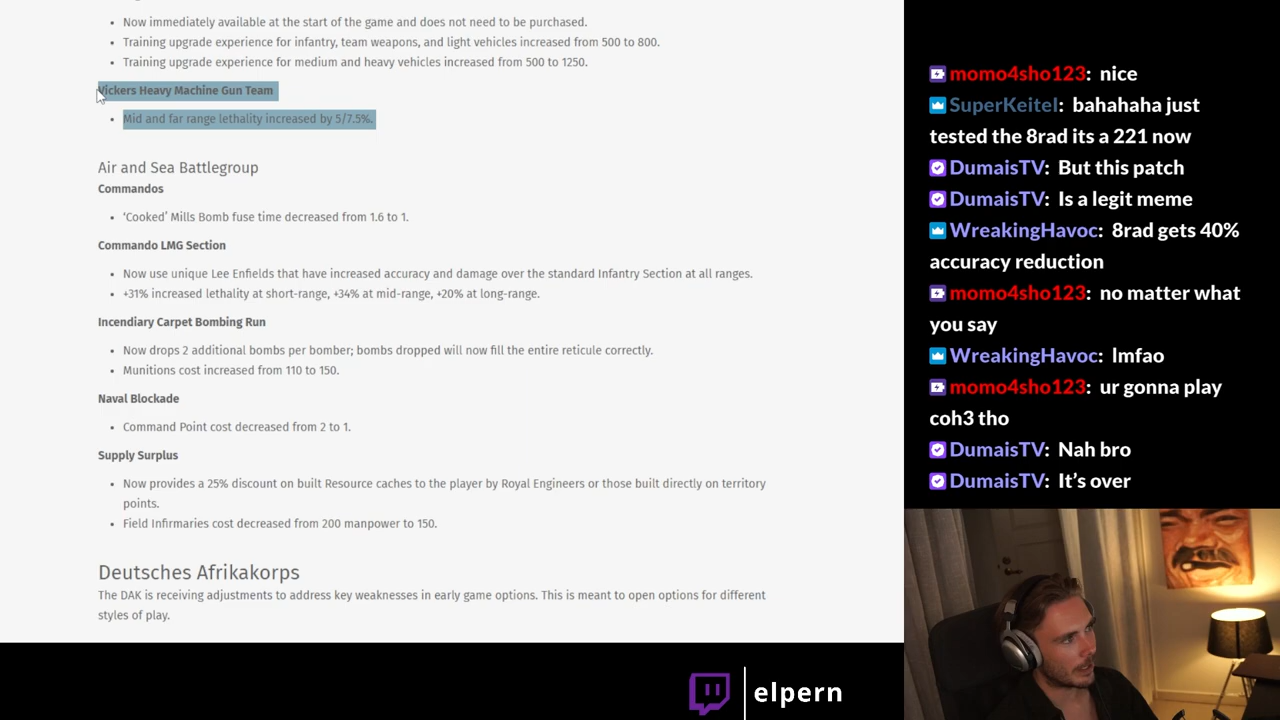 Now immediately available at the start of the game and does not need to be purchased.
Training upgrade experience for infantry, team weapons, and light vehicles increased from 500 to 800.
Training upgrade experience for medium and heavy vehicles increased from 500 to 1250.
Vickers Heavy Machine Gun Team
Mid and far range lethality increased by 5/7.5%.
Air and Sea Battlegroup
Commandos
‘Cooked’ Mills Bomb fuse time decreased from 1.6 to 1.
Commando LMG Section
Now use unique Lee Enfields that have increased accuracy and damage over the standard Infantry Section at all ranges.
+31% increased lethality at short-range, +34% at mid-range, +20% at long-range.
Incendiary Carpet Bombing Run
Now drops 2 additional bombs per bomber; bombs dropped will now fill the entire reticule correctly.
Munitions cost increased from 110 to 150.
Naval Blockade
Command Point cost decreased from 2 to 1.
Supply Surplus
Now provides a 25% discount on built Resource caches to the player by Royal Engineers or those built directly on territory
points.
Field Infirmaries cost decreased from 200 manpower to 150.
Deutsches Afrikakorps
The DAK is receiving adjustments to address key weaknesses in early game options. This is meant to open options for different
styles of play.
momo4sho123: nice
SuperKeitel: bahahaha just
tested the 8rad its a 221 now
DumaisTV: But this patch
DumaisTV: Is a legit meme
WreakingHavoc: 8rad gets 40%
accuracy reduction
momo4sho123: no matter what
you say
WreakingHavoc: lmfao
momo4sho123: ur gonna play
coh3 tho
DumaisTV: Nah bro
DumaisTV: It’s over
elpern